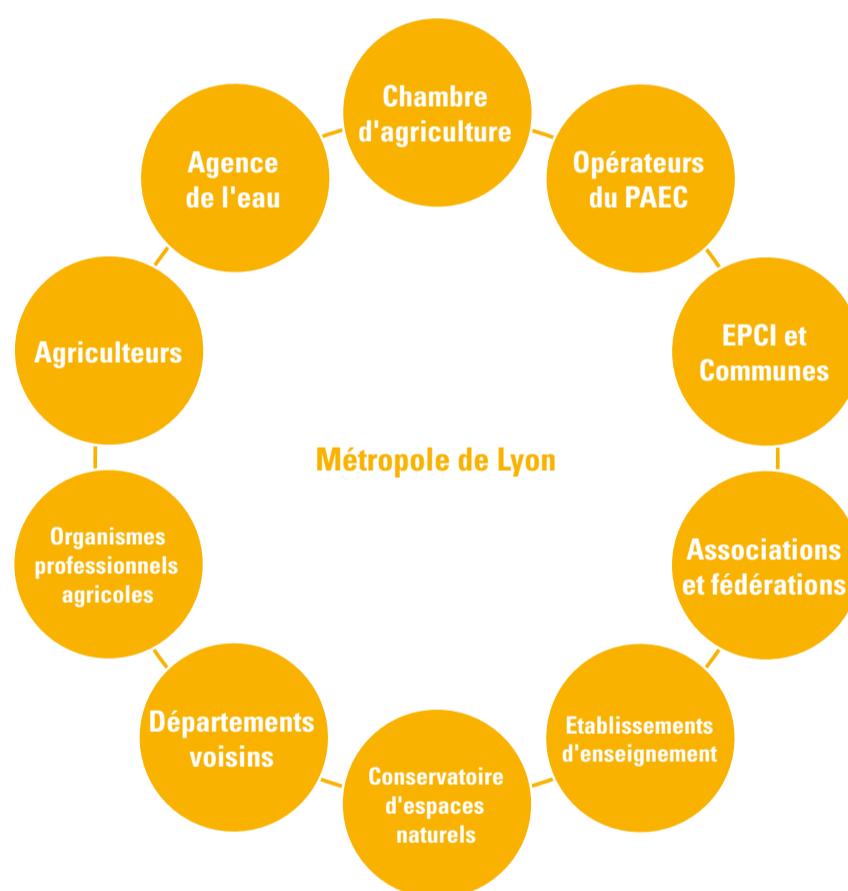 Chambre
d'agriculture
Opérateurs
du PAEC
EPCI et
Communes
Associations
et fédérations
Etablissements
d'enseignement
Conservatoire
d'espaces
naturels
Départements
voisins
Organismes
professionnels
agricoles
Agriculteurs
Agence
de l'eau
Métropole de Lyon